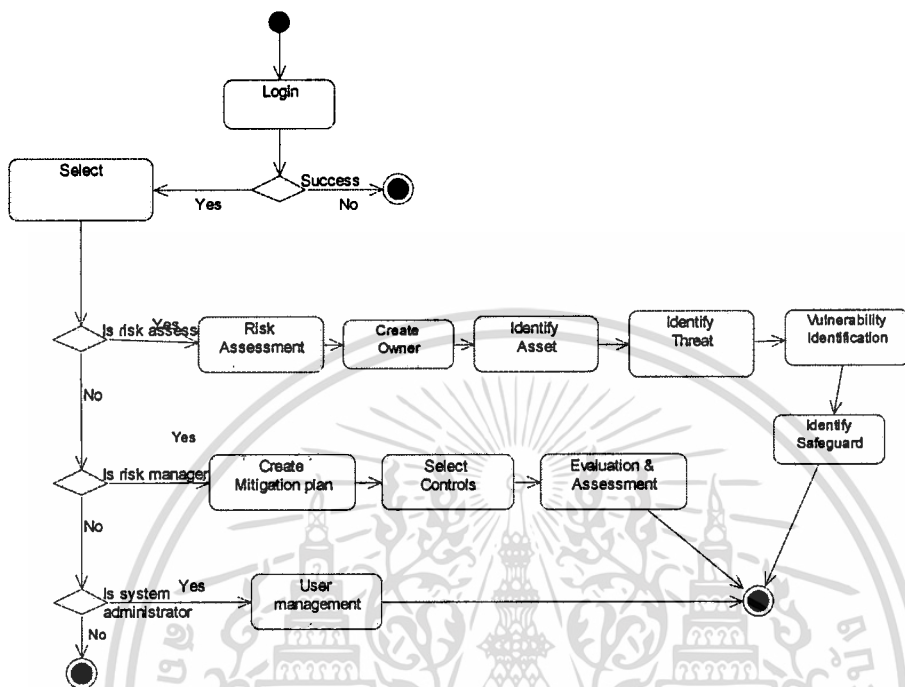 Login
Select
Success
Yes
No
Is risk assess
Yes
Risk
Assessment
Create
Owner
Identify
Asset
Identify
Threat
Vulnerability
Identification
No
Identify
Safeguard
Yes
Is risk manager
Create
Mitigation plan
Select
Controls
Evaluation &
Assessment
No
Is system
administrator
Yes
User
management
No